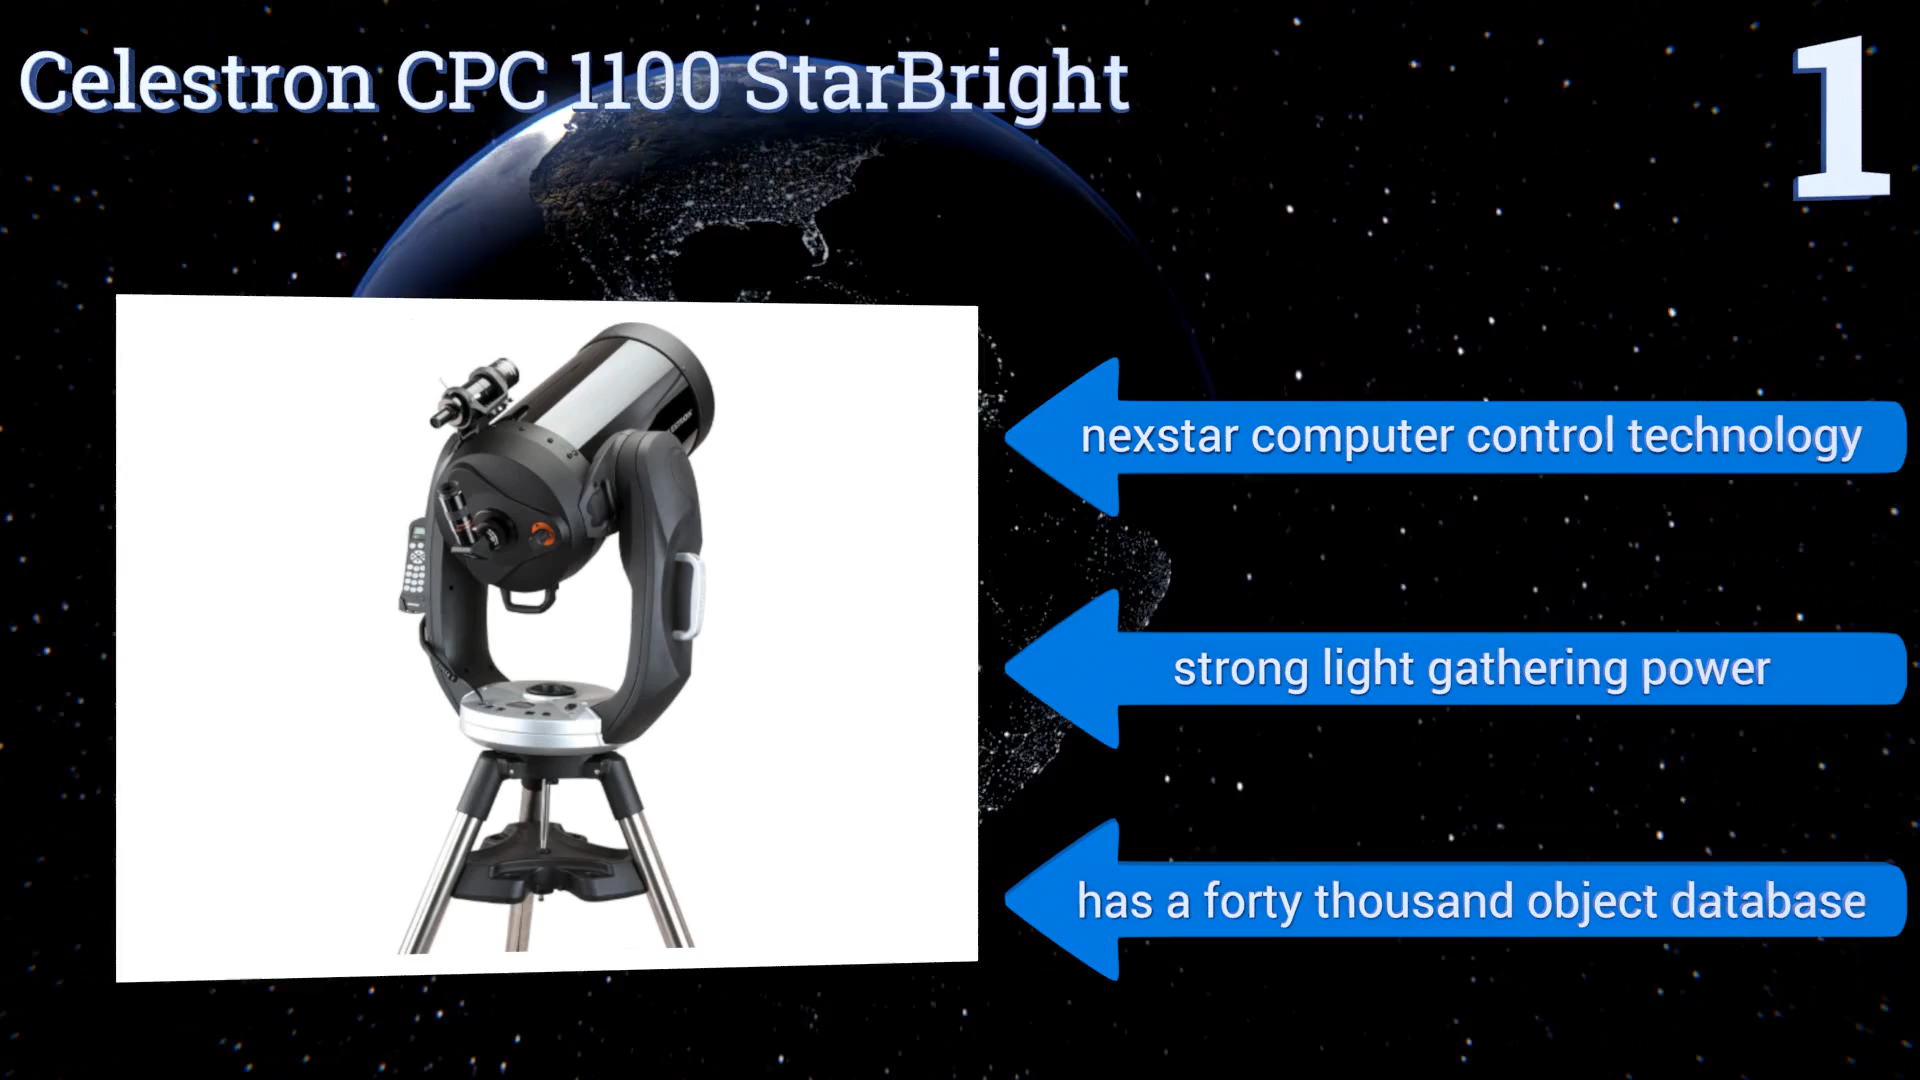 Celestron CPC 1100 StarBright
1
nexstar computer control technology
strong light gathering power
has a forty thousand object database